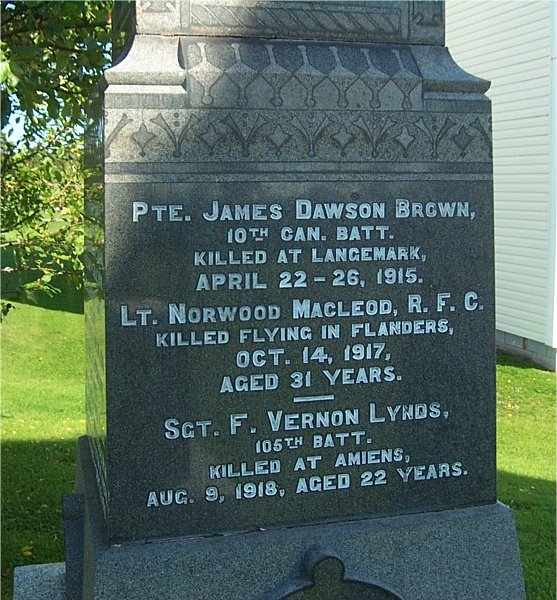 PTE. JAMES DAWSON BROWN,
10TH CAN. BATT.
KILLED AT LANGEMARK,
APRIL 22 – 26, 1915.
LT. NORWOOD MACLEOD, R. F. C.
KILLED FLYING IN FLANDERS,
OCT. 14, 1917,
AGED 31 YEARS.
SGT. F. VERNON LYNDS,
105TH BATT.
KILLED AT AMIENS,
AUG. 9, 1918, AGED 22 YEARS.